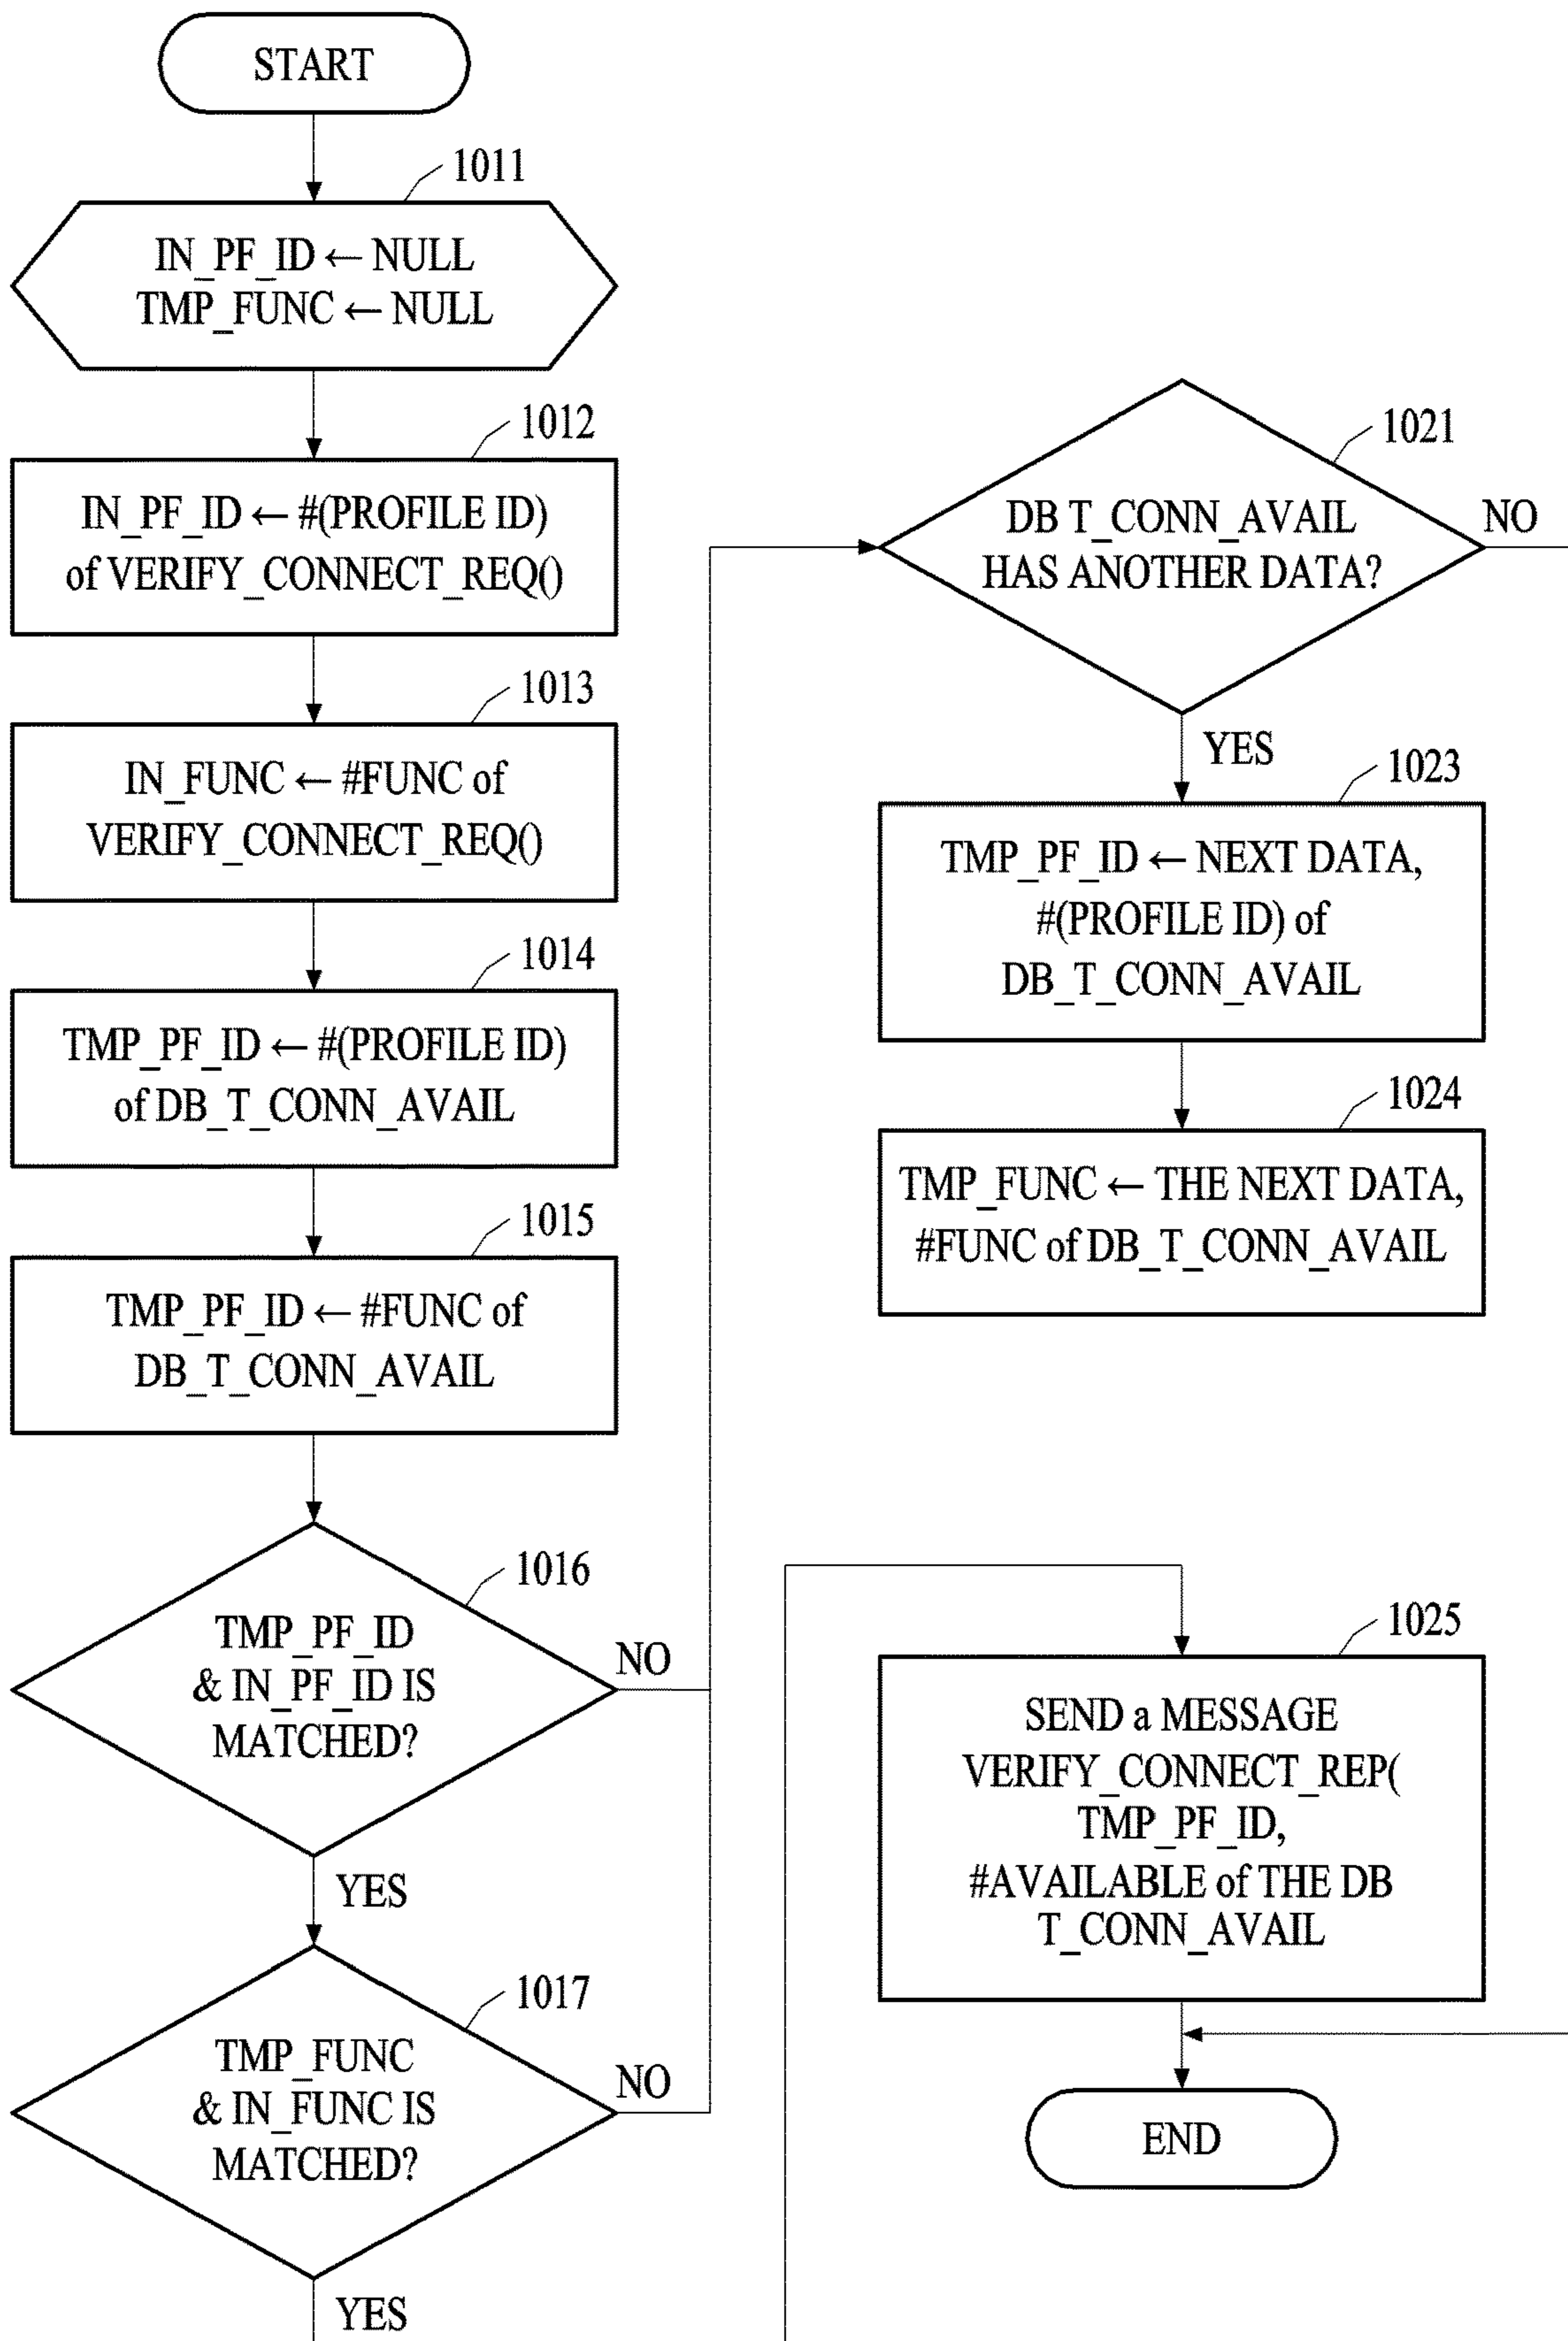 START
1011
IN_PF_ID ← NULL
TMP_FUNC ← NULL
1012
IN_PF_ID ← #(PROFILE ID)
of VERIFY_CONNECT_REQ()
1013
IN_FUNC ← #FUNC of
VERIFY_CONNECT_REQ()
1014
TMP_PF_ID ← #(PROFILE ID)
of DB_T_CONN_AVAIL
1015
TMP_PF_ID ← #FUNC of
DB_T_CONN_AVAIL
1016
TMP_PF_ID
& IN_PF_ID IS
MATCHED?
NO
YES
1017
TMP_FUNC
& IN_FUNC IS
MATCHED?
NO
YES
1021
DB T_CONN_AVAIL
HAS ANOTHER DATA?
NO
YES
1023
TMP_PF_ID ← NEXT DATA,
#(PROFILE ID) of
DB_T_CONN_AVAIL
1024
TMP_FUNC ← THE NEXT DATA,
#FUNC of DB_T_CONN_AVAIL
1025
SEND a MESSAGE
VERIFY_CONNECT_REP(
TMP_PF_ID,
#AVAILABLE of THE DB
T_CONN_AVAIL
END